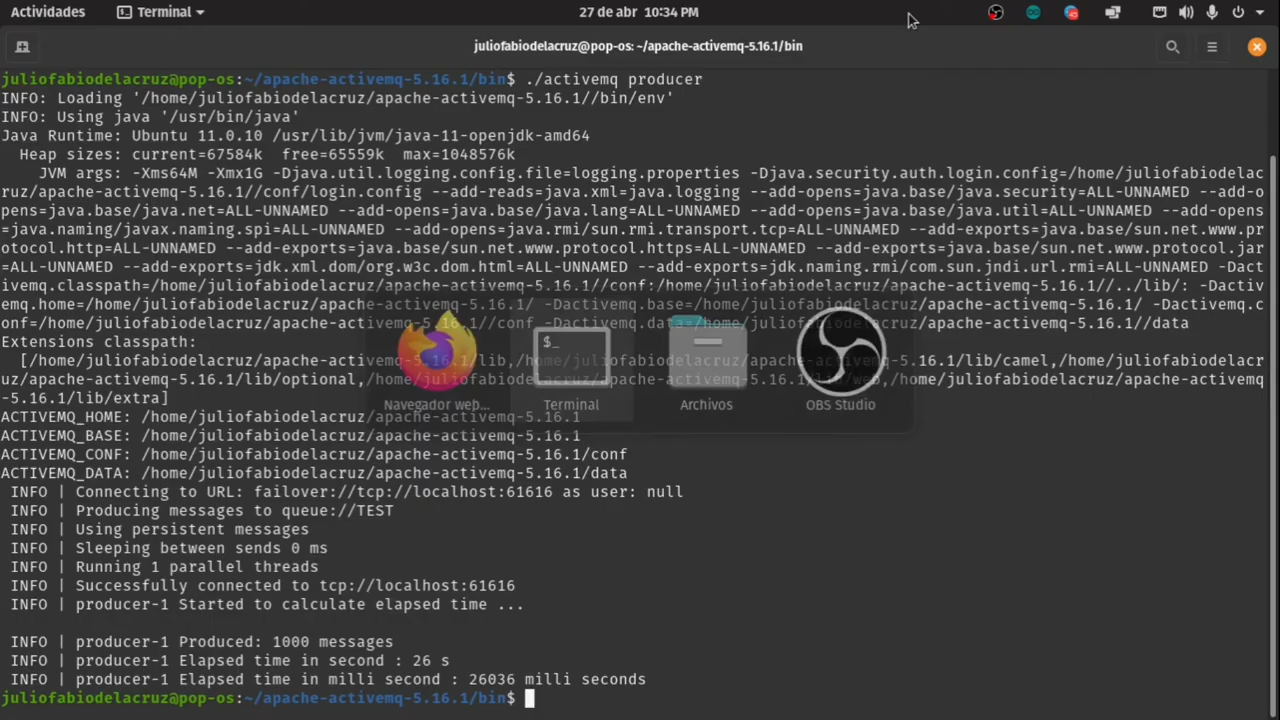 Actividades
Terminal
27 de abr 10:34 PM
juliofabiodelacruz@pop-os: ~/apache-activemq-5.16.1/bin
juliofabiodelacruz@pop-os:~/apache-activemq-5.16.1/bin$ ./activemq producer
INFO: Loading '/home/juliofabiodelacruz/apache-activemq-5.16.1//bin/env'
INFO: Using java '/usr/bin/java'
Java Runtime: Ubuntu 11.0.10 /usr/lib/jvm/java-11-openjdk-amd64
Heap sizes: current=67584k free=65559k max=1048576k
JVM args: -Xms64M -Xmx1G -Djava.util.logging.config.file=logging.properties -Djava.security.auth.login.config=/home/juliofabiodelac
ruz/apache-activemq-5.16.1//conf/login.config --add-reads=java.xml=java.logging --add-opens=java.base/java.security=ALL-UNNAMED --add-o
pens=java.base/java.net=ALL-UNNAMED --add-opens=java.base/java.lang=ALL-UNNAMED --add-opens=java.base/java.util=ALL-UNNAMED --add-opens
=java.naming/javax.naming.spi=ALL-UNNAMED --add-opens=java.rmi/sun.rmi.transport.tcp=ALL-UNNAMED --add-exports=java.base/sun.net.www.pr
otocol.http=ALL-UNNAMED --add-exports=java.base/sun.net.www.protocol.https=ALL-UNNAMED --add-exports=java.base/sun.net.www.protocol.jar
=ALL-UNNAMED --add-exports=jdk.xml.dom/org.w3c.dom.html=ALL-UNNAMED --add-exports=jdk.naming.rmi/com.sun.jndi.url.rmi=ALL-UNNAMED -Dact
ivemq.classpath=/home/juliofabiodelacruz/apache-activemq-5.16.1//conf:/home/juliofabiodelacruz/apache-activemq-5.16.1//../lib/: -Dactiv
emq.home=/home/juliofabiodelacruz/apache-activemq-5.16.1/ -Dactivemq.base=/home/juliofabiodelacruz/apache-activemq-5.16.1/ -Dactivemq.c
onf=/home/juliofabiodelacruz/apache-activemq-5.16.1//conf -Dactivemq.data=/home/juliofabiodelacruz/apache-activemq-5.16.1//data
Extensions classpath:
[/home/juliofabiodelacruz/apache-activemq-5.16.1/lib,/home/juliofabiodelacruz/apache-activemq-5.16.1/lib/camel,/home/juliofabiodelacr
uz/apache-activemq-5.16.1/lib/optional,/home/juliofabiodelacruz/apache-activemq-5.16.1/lib/web,/home/juliofabiodelacruz/apache-activemq
-5.16.1/lib/extra]
$_
Navegador web...
Terminal
Archivos
OBS Studio
ACTIVEMQ_HOME: /home/juliofabiodelacruz/apache-activemq-5.16.1
ACTIVEMQ_BASE: /home/juliofabiodelacruz/apache-activemq-5.16.1
ACTIVEMQ_CONF: /home/juliofabiodelacruz/apache-activemq-5.16.1/conf
ACTIVEMQ_DATA: /home/juliofabiodelacruz/apache-activemq-5.16.1/data
INFO | Connecting to URL: failover://tcp://localhost:61616 as user: null
INFO | Producing messages to queue://TEST
INFO | Using persistent messages
INFO | Sleeping between sends 0 ms
INFO | Running 1 parallel threads
INFO | Successfully connected to tcp://localhost:61616
INFO | producer-1 Started to calculate elapsed time ...
INFO | producer-1 Produced: 1000 messages
INFO | producer-1 Elapsed time in second : 26 s
INFO | producer-1 Elapsed time in milli second : 26036 milli seconds
juliofabiodelacruz@pop-os:~/apache-activemq-5.16.1/bin$